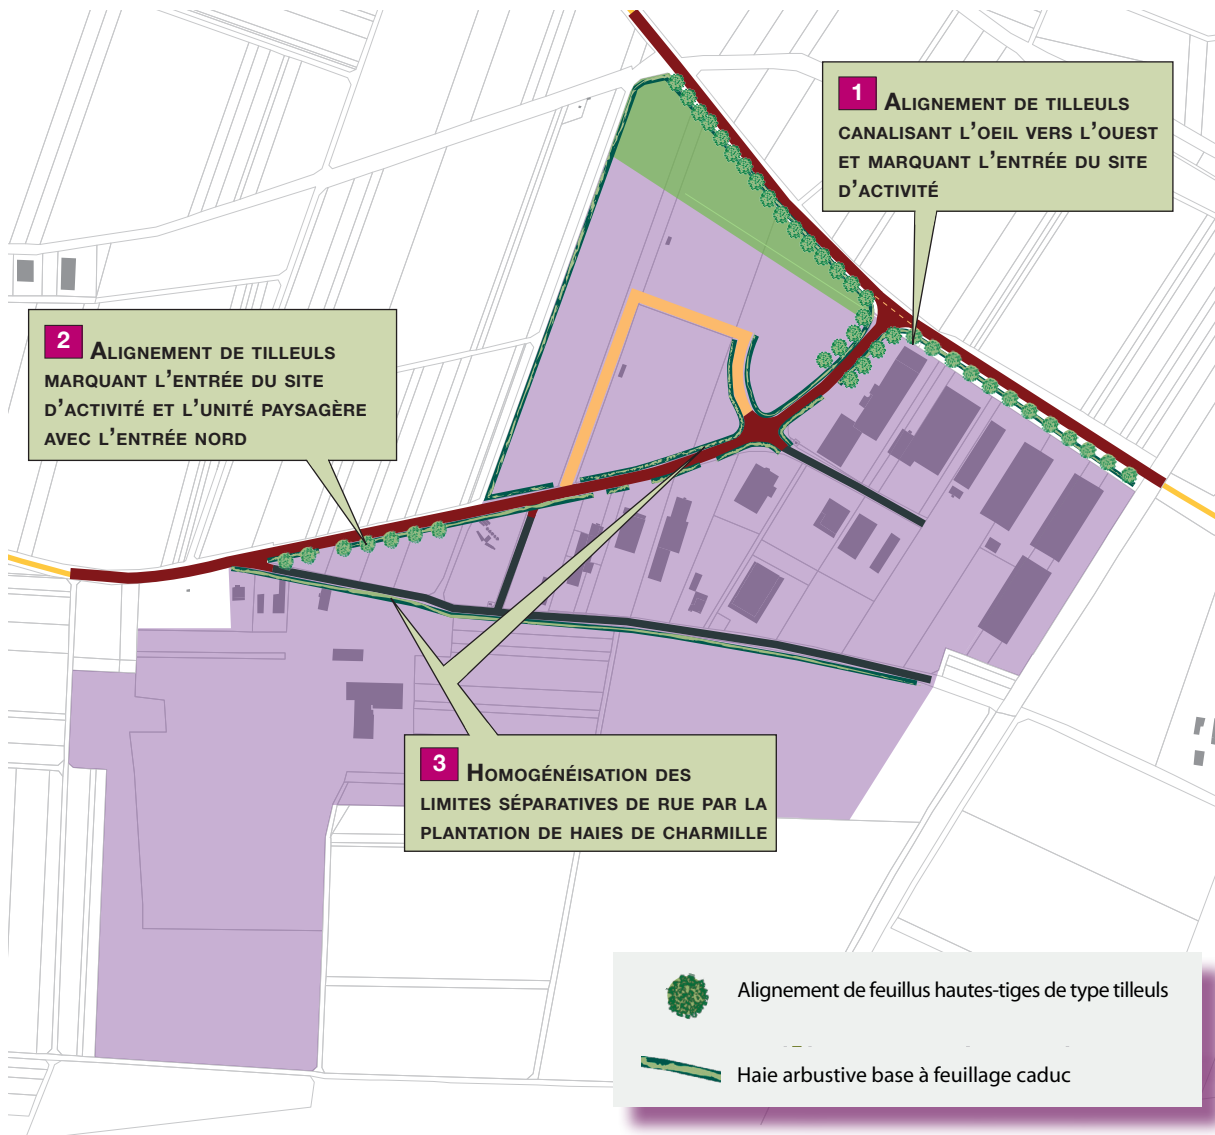 1 Alignement de tilleuls
canalisant l'oeil vers l'ouest
et marquant l'entrée du site
d'activité
2 Alignement de tilleuls
marquant l'entrée du site
d'activité et l'unité paysagère
avec l'entrée nord
3 Homogénéisation des
limites séparatives de rue par la
plantation de haies de charmille
Alignement de feuillus hautes-tiges de type tilleuls
Haie arbustive base à feuillage caduc